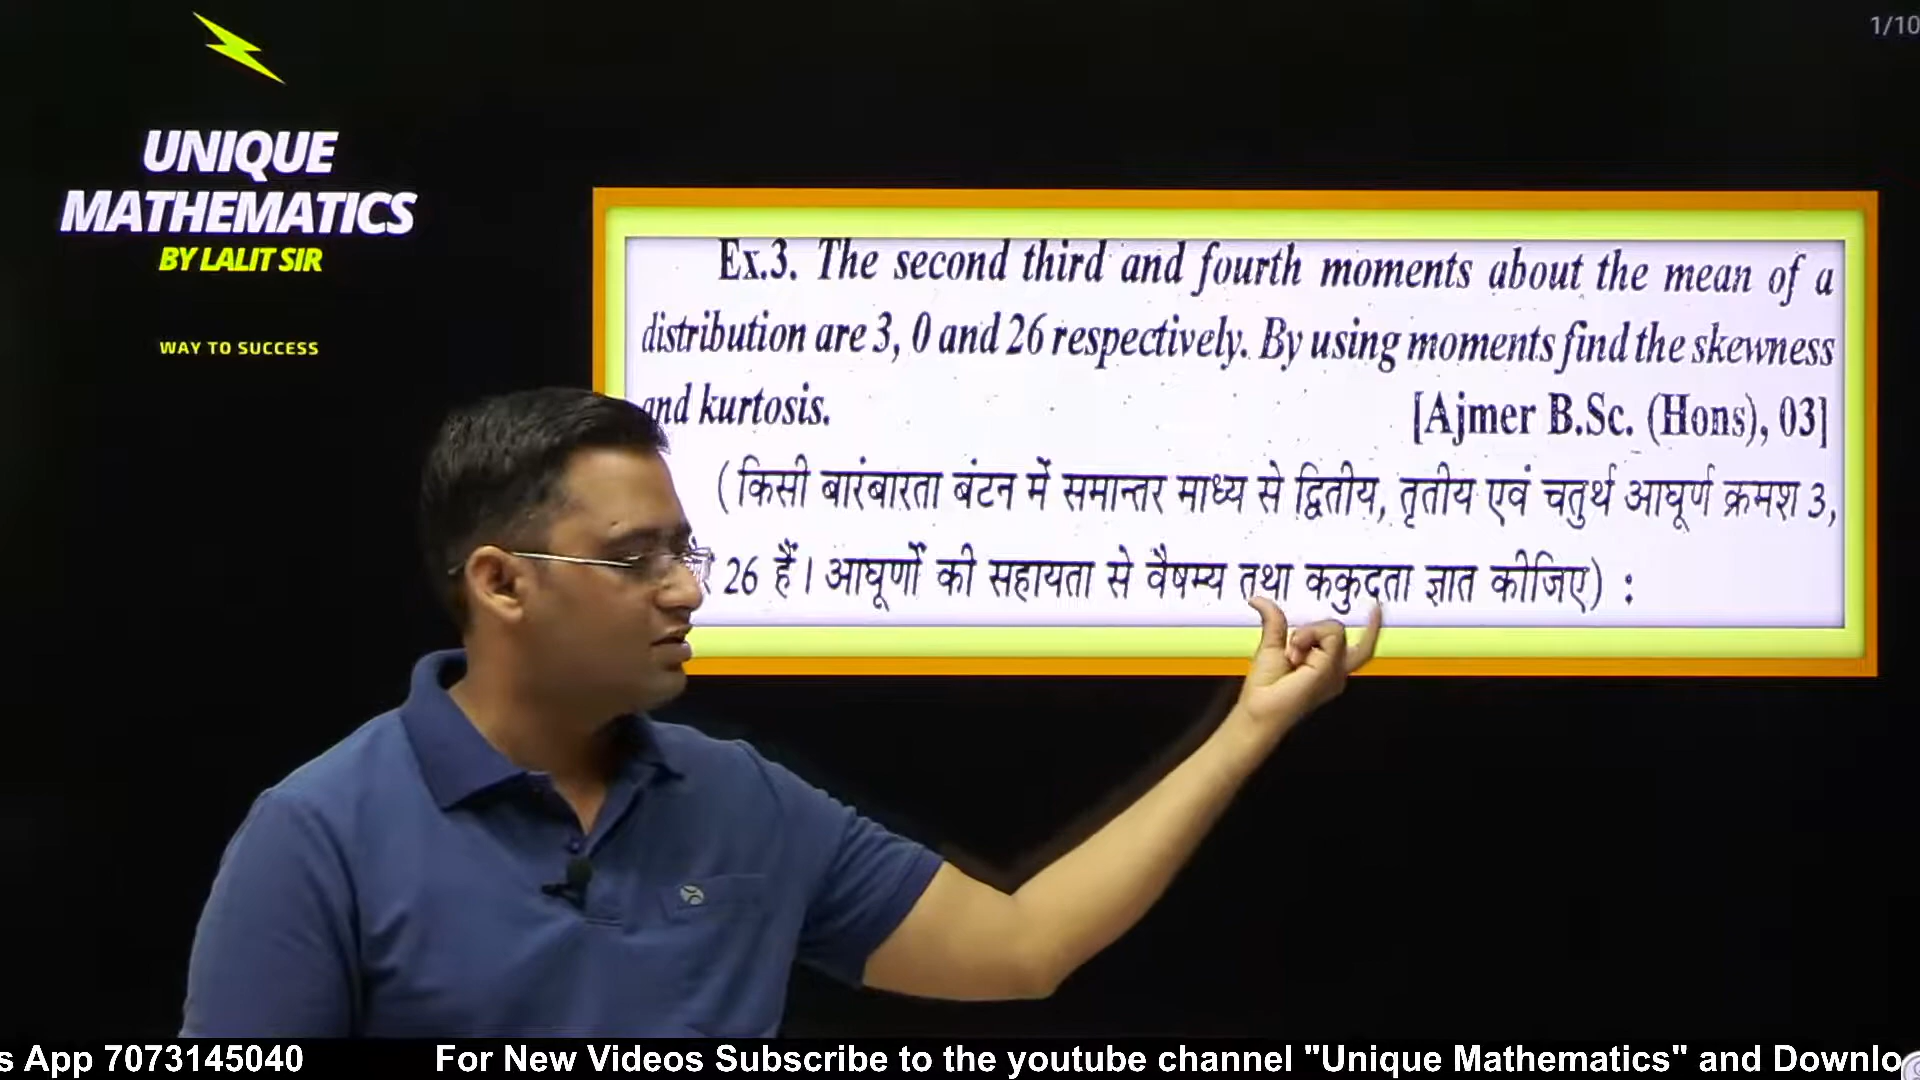 1/10
UNIQUE
MATHEMATICS
BY LALIT SIR
WAY TO SUCCESS
Ex.3. The second third and fourth moments about the mean of a
distribution are 3, 0 and 26 respectively. By using moments find the skewness
and kurtosis. [Ajmer B.Sc. (Hons), 03]
( किसी बारंबारता बंटन में समान्तर माध्य से द्वितीय, तृतीय एवं चतुर्थ आघूर्ण क्रमश 3,
26 हैं । आघूर्णों की सहायता से वैषम्य तथा ककुदता ज्ञात कीजिए) :
s App 7073145040 For New Videos Subscribe to the youtube channel "Unique Mathematics" and Downlo